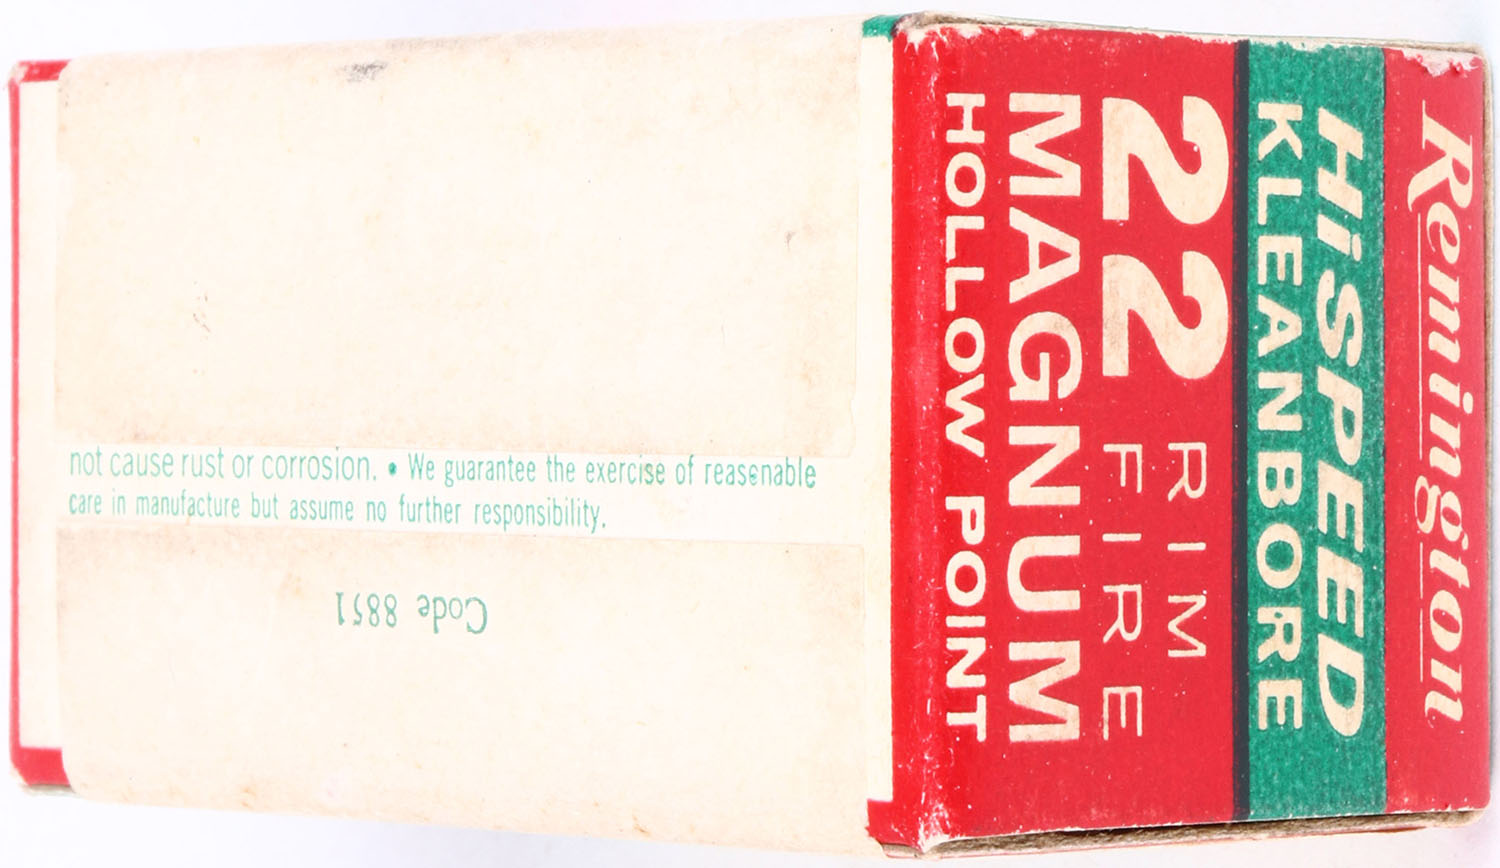 Remington
HiSPEED
KLEANBORE
22 RIM
FIRE
MAGNUM
HOLLOW POINT
not cause rust or corrosion. • We guarantee the exercise of reasonable
care in manufacture but assume no further responsibility.
Code 8851